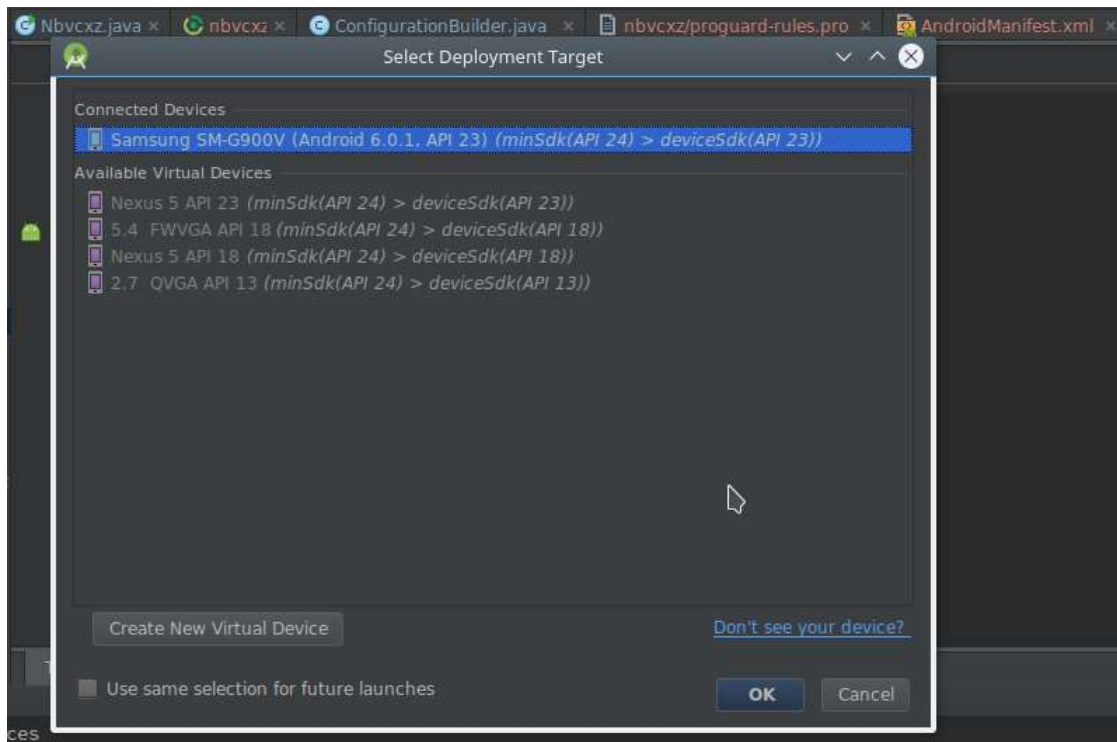 Nbvcxz.java nbvcxz ConfigurationBuilder.java nbvcxz/proguard-rules.pro AndroidManifest.xml
Select Deployment Target
Connected Devices
Samsung SM-G900V (Android 6.0.1, API 23) (minSdk(API 24) > deviceSdk(API 23))
Available Virtual Devices
Nexus 5 API 23 (minSdk(API 24) > deviceSdk(API 23))
5.4 FWVGA API 18 (minSdk(API 24) > deviceSdk(API 18))
Nexus 5 API 18 (minSdk(API 24) > deviceSdk(API 18))
2.7 QVGA API 13 (minSdk(API 24) > deviceSdk(API 13))
Create New Virtual Device Don't see your device?
Use same selection for future launches OK Cancel
ces